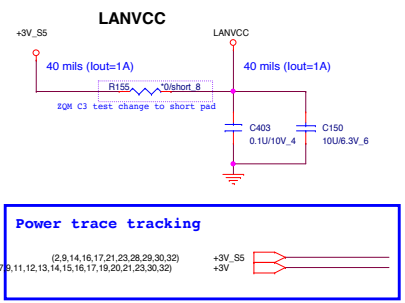 LANVCC
+3V_S5
LANVCC
40 mils (Iout=1A)
40 mils (Iout=1A)
R155
*0/short_8
ZQM C3 test change to short pad
C403
0.1U/10V_4
C150
10U/6.3V_6
Power trace tracking
(2,9,14,16,17,21,23,28,29,30,32)
+3V_S5
7,9,11,12,13,14,15,16,17,19,20,21,23,30,32)
+3V